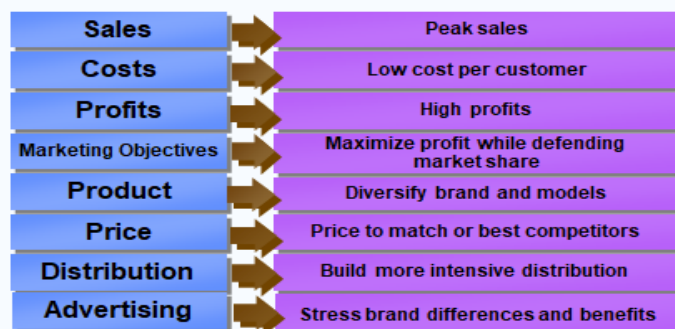 Sales
Peak sales
Costs
Low cost per customer
Profits
High profits
Marketing Objectives
Maximize profit while defending
market share
Product
Diversify brand and models
Price
Price to match or best competitors
Distribution
Build more intensive distribution
Advertising
Stress brand differences and benefits